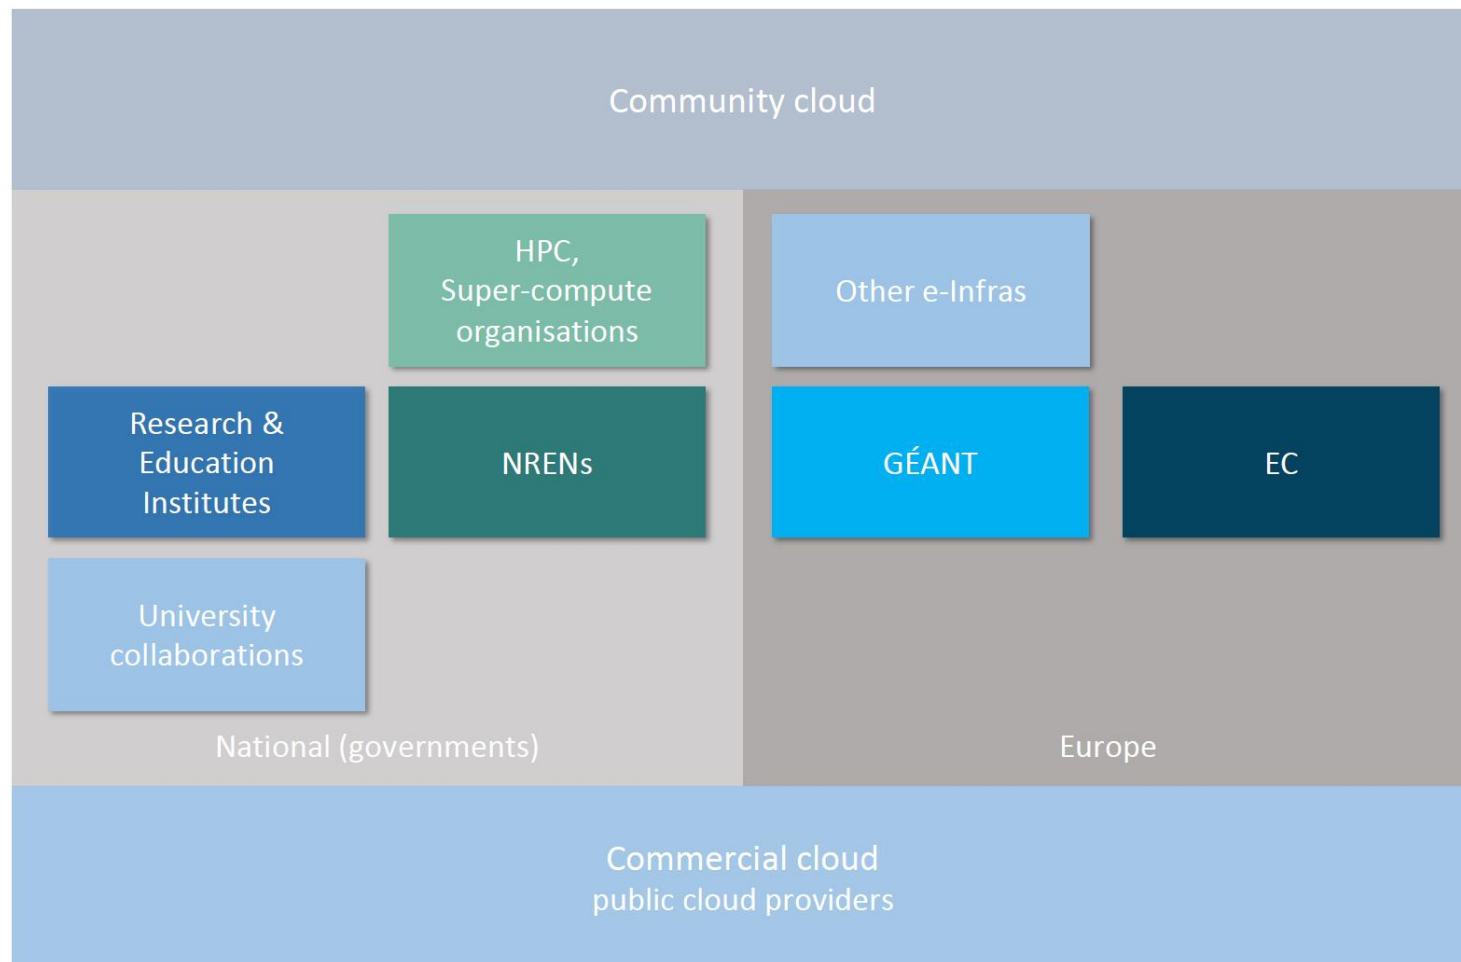 Community cloud
HPC,
Super-compute
organisations
Other e-Infras
Research &
Education
Institutes
NRENs
GÉANT
EC
University
collaborations
National (governments)
Europe
Commercial cloud
public cloud providers